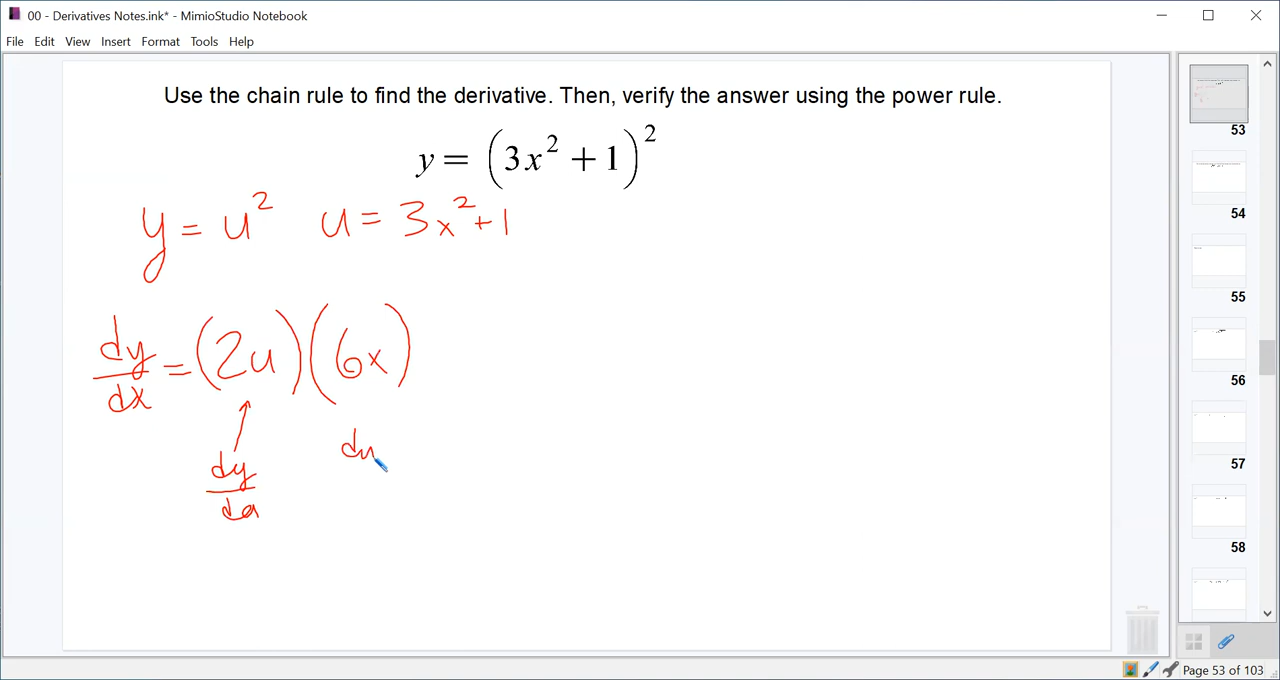 00 - Derivatives Notes.ink* - MimioStudio Notebook
File Edit View Insert Format Tools Help
Use the chain rule to find the derivative. Then, verify the answer using the power rule.
y = (3x² + 1)²
y = u² u = 3x² + 1
dy/dx = (2u)(6x)
dy/du
du
53
54
55
56
57
58
Page 53 of 103